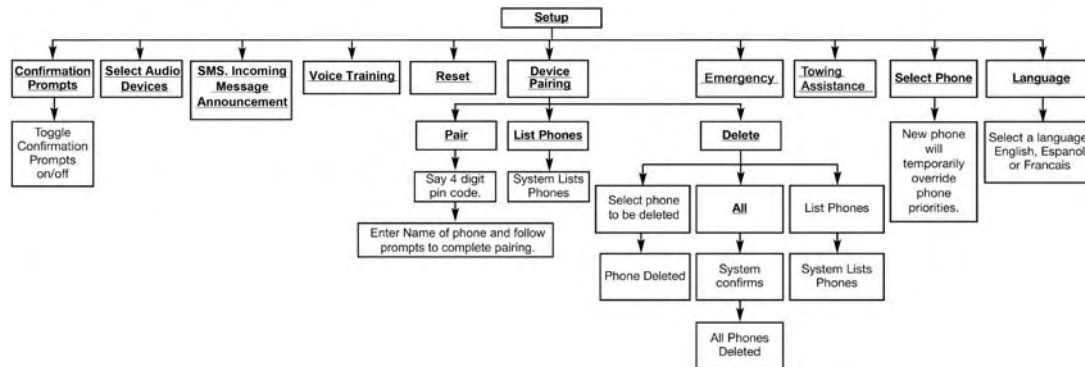 Setup
Confirmation
Prompts
Select Audio
Devices
SMS. Incoming
Message
Announcement
Voice Training
Reset
Device
Pairing
Emergency
Towing
Assistance
Select Phone
Language
Toggle
Confirmation
Prompts
on/off
Pair
List Phones
Delete
New phone
will
temporarily
override
phone
priorities.
Select a language
English, Espanol
or Francais
Say 4 digit
pin code.
System Lists
Phones
Select phone
to be deleted
All
List Phones
Enter Name of phone and follow
prompts to complete pairing.
Phone Deleted
System
confirms
System Lists
Phones
All Phones
Deleted